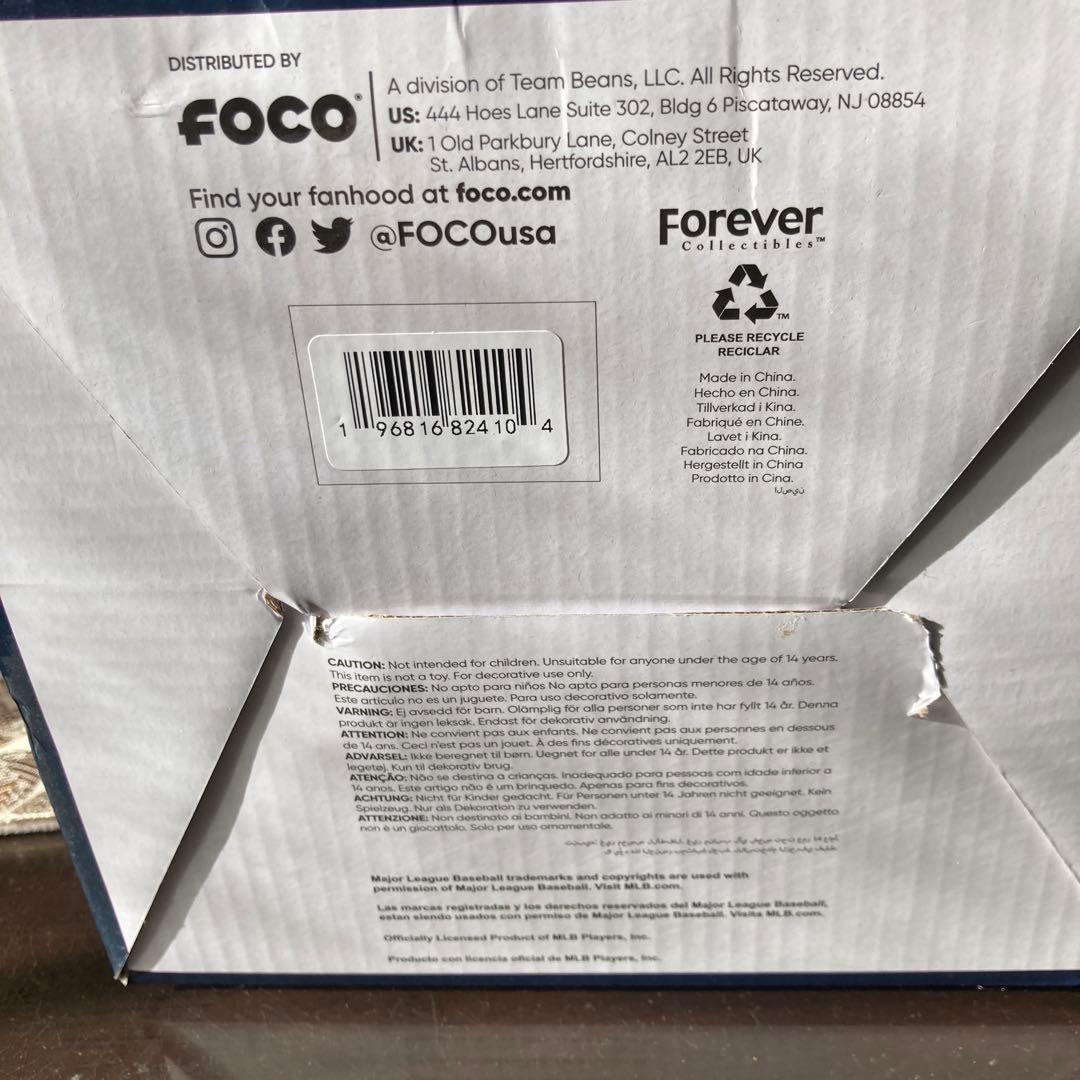 DISTRIBUTED BY
FOCO®
A division of Team Beans, LLC. All Rights Reserved.
US: 444 Hoes Lane Suite 302, Bldg 6 Piscataway, NJ 08854
UK: 1 Old Parkbury Lane, Colney Street
St. Albans, Hertfordshire, AL2 2EB, UK
Find your fanhood at foco.com
@FOCOusa
Forever
Collectibles™
TM
PLEASE RECYCLE
RECICLAR
Made in China.
Hecho en China.
Tillverkad i Kina.
Fabriqué en Chine.
Lavet i Kina.
Fabricado na China.
Hergestellt in China
Prodotto in Cina.
1 96816 82410 4
CAUTION: Not intended for children. Unsuitable for anyone under the age of 14 years.
This item is not a toy. For decorative use only.
PRECAUCIONES: No apto para niños No apto para personas menores de 14 años.
Este artículo no es un juguete. Para uso decorativo solamente.
VARNING: Ej avsedd för barn. Olämplig för alla personer som inte har fyllt 14 år. Denna
produkt är ingen leksak. Endast för dekorativ användning.
ATTENTION: Ne convient pas aux enfants. Ne convient pas aux personnes en dessous
de 14 ans. Ceci n'est pas un jouet. À des fins décoratives uniquement.
ADVARSEL: Ikke beregnet til børn. Uegnet for alle under 14 år. Dette produkt er ikke et
legetøj. Kun til dekorativ brug.
ATENÇÃO: Não se destina a crianças. Inadequado para pessoas com idade inferior a
14 anos. Este artigo não é um brinquedo. Apenas para fins decorativos.
ACHTUNG: Nicht für Kinder gedacht. Für Personen unter 14 Jahren nicht geeignet. Kein
Spielzeug. Nur als Dekoration zu verwenden.
ATTENZIONE: Non destinato ai bambini. Non adatto ai minori di 14 anni. Questo oggetto
non è un giocattolo. Solo per uso ornamentale.
Major League Baseball trademarks and copyrights are used with
permission of Major League Baseball. Visit MLB.com.
Las marcas registradas y los derechos reservados del Major League Baseball,
estan siendo usados con permiso de Major League Baseball. Visita MLB.com.
Officially Licensed Product of MLB Players, Inc.
Producto con licencia oficial de MLB Players, Inc.